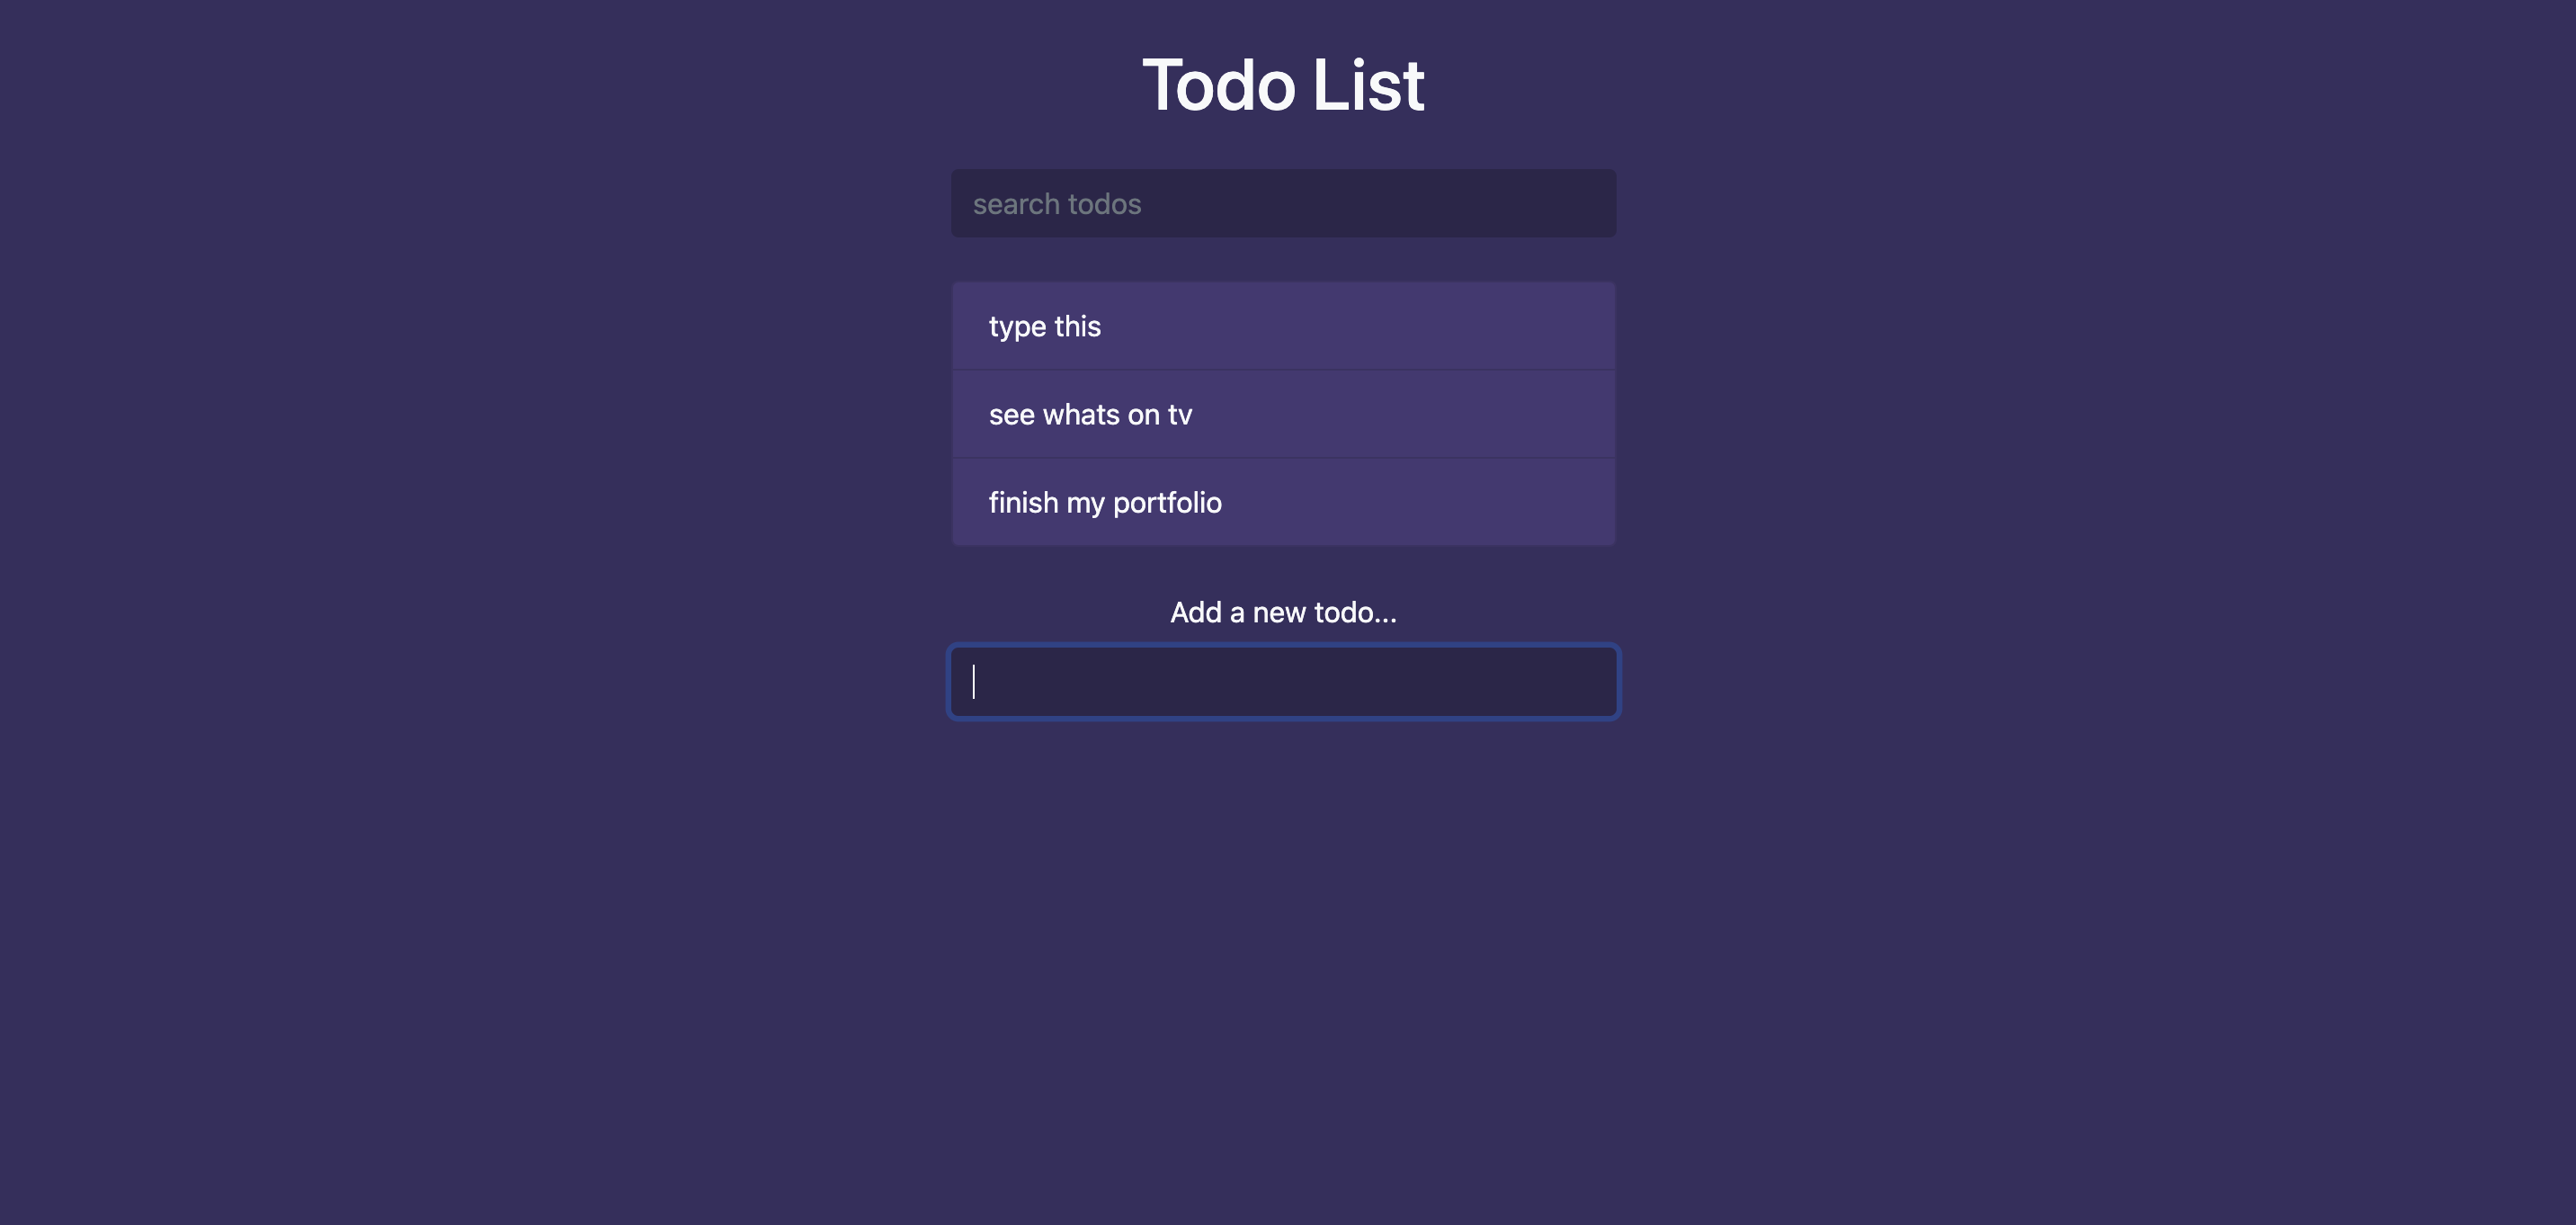 Todo List
search todos
type this
see whats on tv
finish my portfolio
Add a new todo...